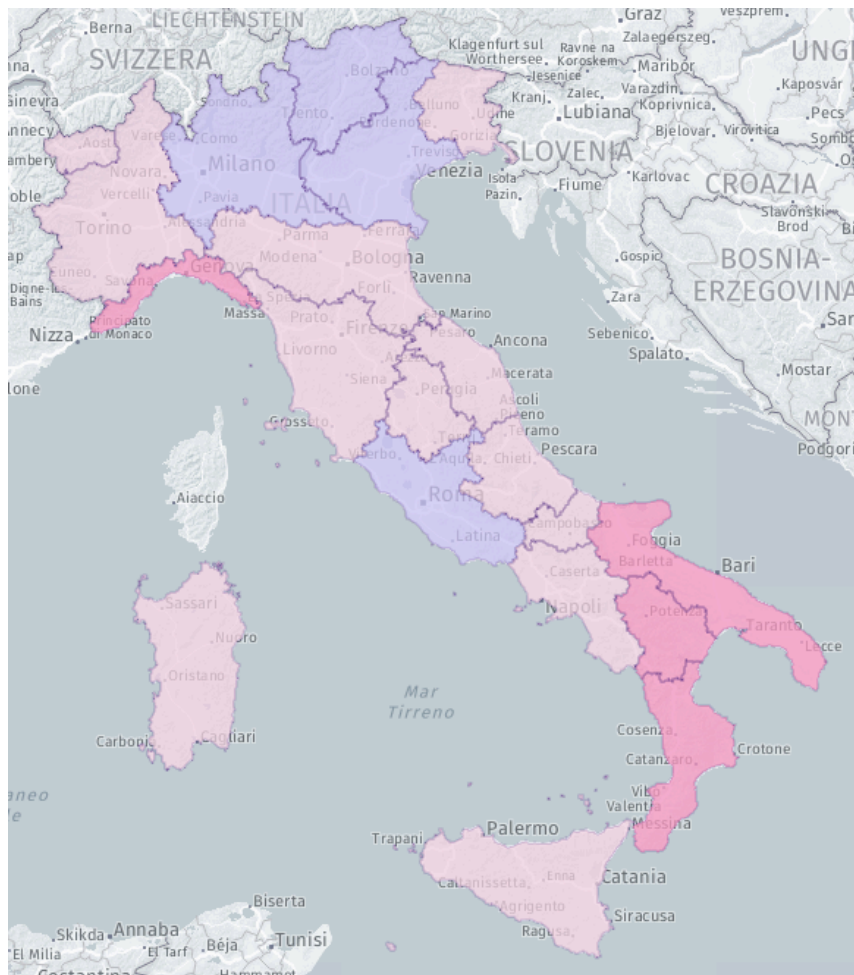 LIECHTENSTEIN
Graz
Veszprém.
Berna
Zalaegerszeg
Klagenfurt sul
Worthersee
Ravne na
Koroskem
Maribor
UNGI
SVIZZERA
Bolzano
Jesenice
Kaposvár
Ginevra
Sondrio
Belluno
Udine
Kranj
Zalec
Varazdin
Koprivnica
Trento
Pordenone
Lubiana
Pecs
Annecy
Varese
Como
Gorizia
Bjelovar
Virovitica
Aosta
Milano
Treviso
SLOVENIA
Novara
Venezia
Isola
Karlovac
CROAZIA
Vercelli
Pavia
ITALIA
Pazin
Fiume
Slavonski
Brod
Torino
Alessandria
Parma
Ferrara
Cuneo
Genova
Modena
Bologna
Gospic
BOSNIA-
ERZEGOVINA
Savona
Ravenna
Digne-les
Bains
La Spezia
Forlì
Zara
Principato
di Monaco
Massa
Prato
San Marino
Nizza
Firenze
Pesaro
Sebenico
Livorno
Ancona
Spalato
Arezzo
Siena
Perugia
Macerata
Mostar
Ascoli
Piceno
Grosseto
Teramo
MONT
Terni
Pescara
Viterbo
L'Aquila
Chieti
Podgori
Aiaccio
Roma
Latina
Campobasso
Foggia
Barletta
Bari
Caserta
Sassari
Napoli
Potenza
Taranto
Nuoro
Lecce
Oristano
Mar
Tirreno
Cosenza
Carbonia
Cagliari
Crotone
Catanzaro
Vibo
Valentia
Messina
Palermo
Trapani
Enna
Catania
Caltanissetta
Agrigento
Siracusa
Biserta
Ragusa
Skikda
Annaba
Tunisi
El Milia
El Tarf
Béja
Costantina
Hammamet